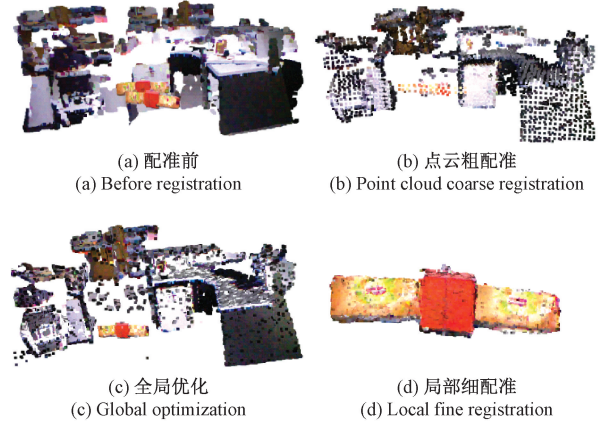 (a) 配准前
(a) Before registration
(b) 点云粗配准
(b) Point cloud coarse registration
(c) 全局优化
(c) Global optimization
(d) 局部细配准
(d) Local fine registration